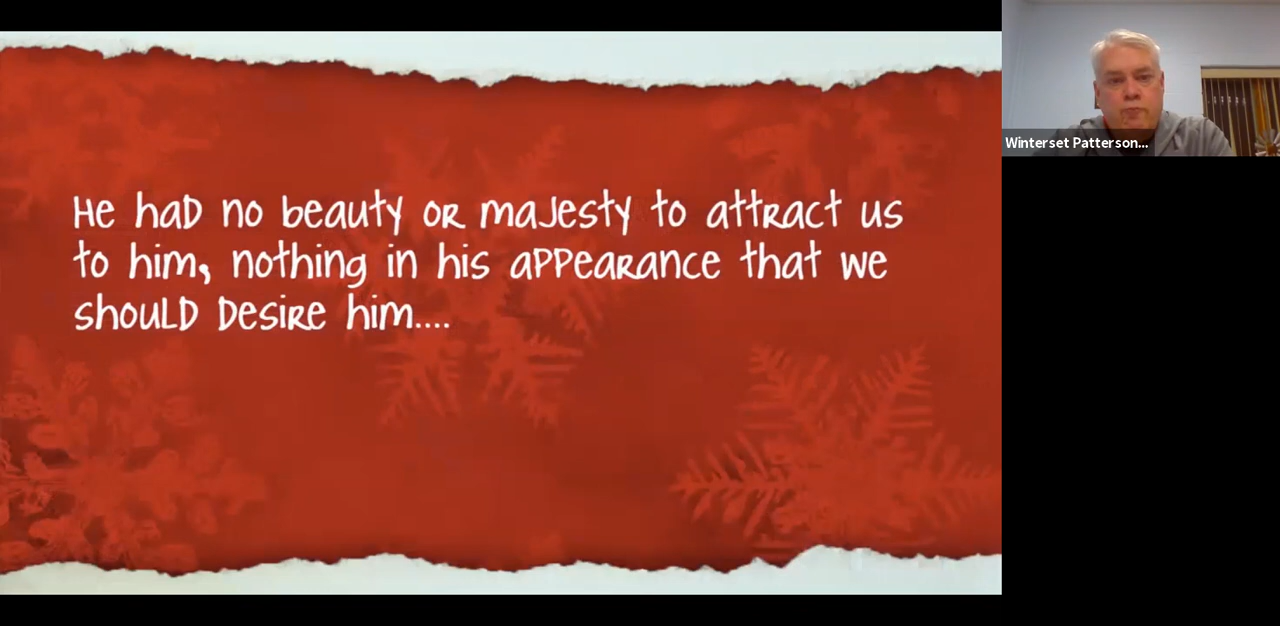 He had no beauty or majesty to attract us
to him, nothing in his appearance that we
should desire him....
Winterset Patterson...